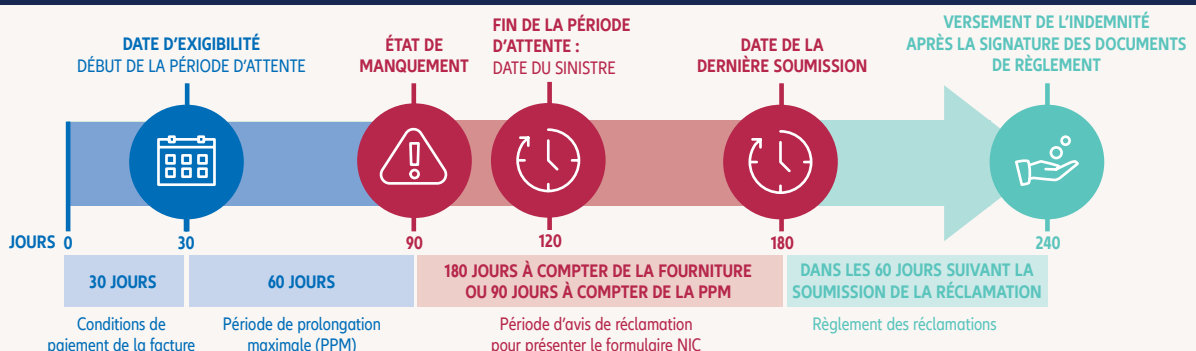 DATE D'EXIGIBILITÉ
DÉBUT DE LA PÉRIODE D'ATTENTE
ÉTAT DE
MANQUEMENT
FIN DE LA PÉRIODE
D'ATTENTE :
DATE DU SINISTRE
DATE DE LA
DERNIÈRE SOUMISSION
VERSEMENT DE L'INDEMNITÉ
APRÈS LA SIGNATURE DES DOCUMENTS
DE RÈGLEMENT
JOURS 0 30 90 120 180 240
30 JOURS
60 JOURS
180 JOURS À COMPTER DE LA FOURNITURE
OU 90 JOURS À COMPTER DE LA PPM
DANS LES 60 JOURS SUIVANT LA
SOUMISSION DE LA RÉCLAMATION
Conditions de
paiement de la facture
Période de prolongation
maximale (PPM)
Période d'avis de réclamation
pour présenter le formulaire NIC
Règlement des réclamations